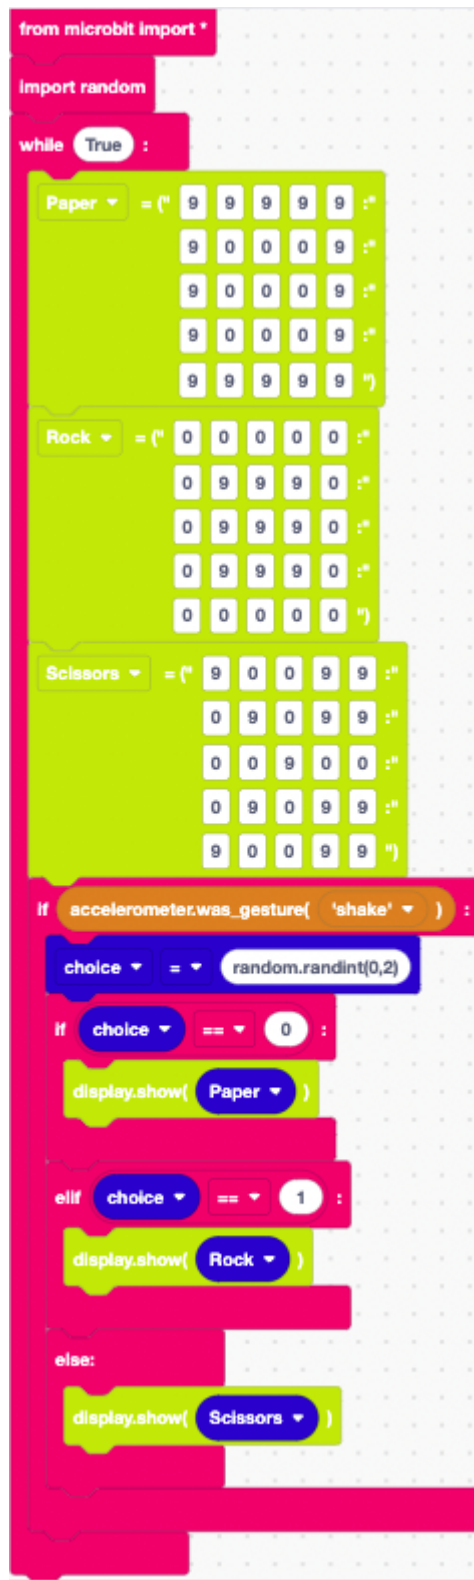 from microbit import *
import random
while True :
Paper = (" 9 9 9 9 9 :"
9 0 0 0 9 :"
9 0 0 0 9 :"
9 0 0 0 9 :"
9 9 9 9 9 ")
Rock = (" 0 0 0 0 0 :"
0 9 9 9 0 :"
0 9 9 9 0 :"
0 9 9 9 0 :"
0 0 0 0 0 ")
Scissors = (" 9 0 0 9 9 :"
0 9 0 9 9 :"
0 0 9 0 0 :"
0 9 0 9 9 :"
9 0 0 9 9 ")
if accelerometer.was_gesture( 'shake' ) :
choice = random.randint(0,2)
if choice == 0 :
display.show( Paper )
elif choice == 1 :
display.show( Rock )
else:
display.show( Scissors )